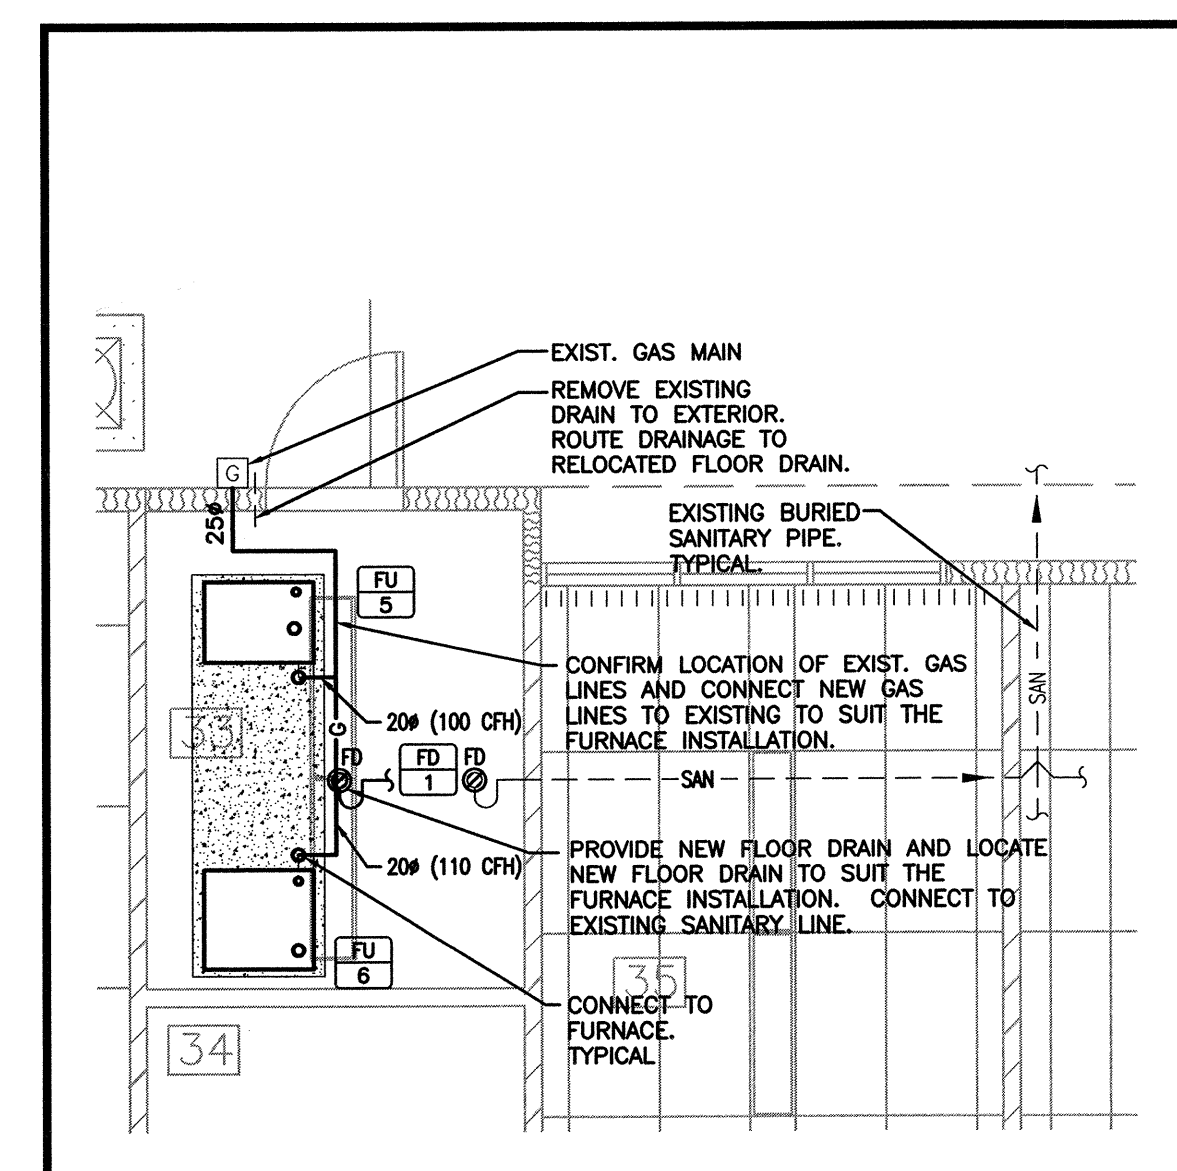 EXIST. GAS MAIN
REMOVE EXISTING
DRAIN TO EXTERIOR.
ROUTE DRAINAGE TO
RELOCATED FLOOR DRAIN.
G
25ø
EXISTING BURIED
SANITARY PIPE.
TYPICAL.
FU
5
CONFIRM LOCATION OF EXIST. GAS
LINES AND CONNECT NEW GAS
LINES TO EXISTING TO SUIT THE
FURNACE INSTALLATION.
SAN
33
20ø (100 CFH)
G
FD
FD
1
FD
SAN
20ø (110 CFH)
PROVIDE NEW FLOOR DRAIN AND LOCATE
NEW FLOOR DRAIN TO SUIT THE
FURNACE INSTALLATION. CONNECT TO
EXISTING SANITARY LINE.
FU
6
35
CONNECT TO
FURNACE.
TYPICAL
34